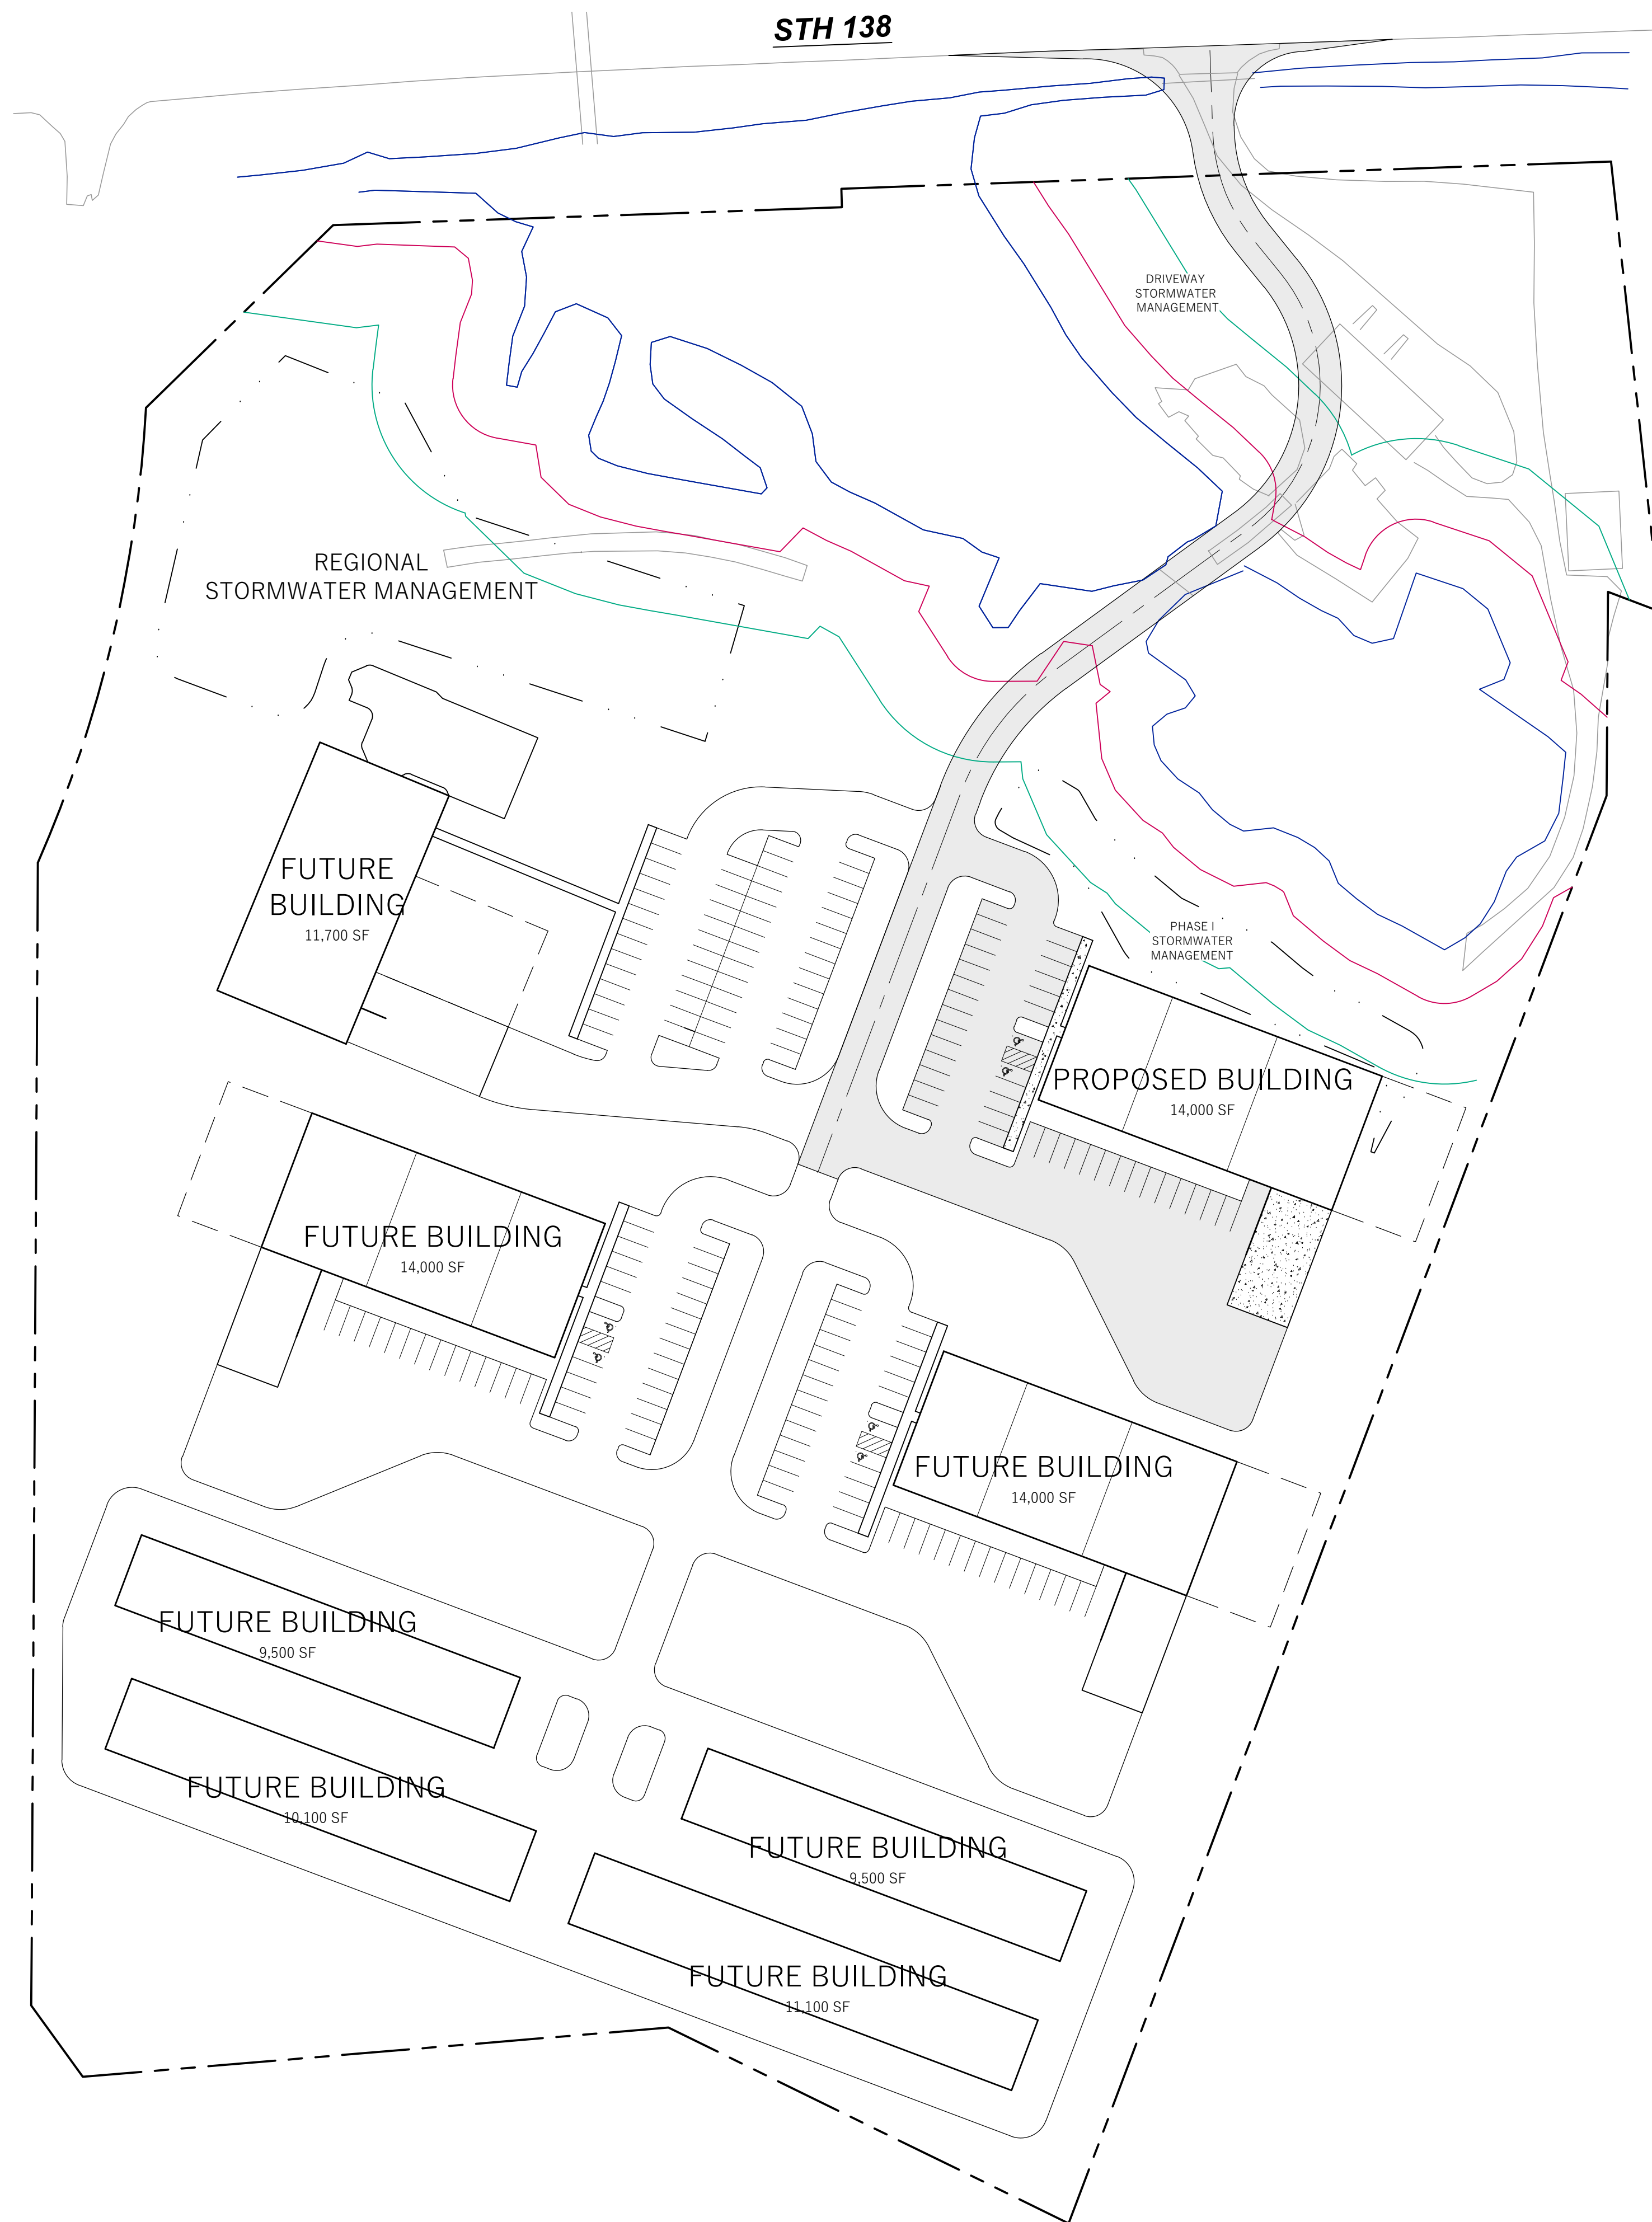 STH 138
DRIVEWAY
STORMWATER
MANAGEMENT
REGIONAL
STORMWATER MANAGEMENT
FUTURE
BUILDING
11,700 SF
PHASE I
STORMWATER
MANAGEMENT
PROPOSED BUILDING
14,000 SF
FUTURE BUILDING
14,000 SF
FUTURE BUILDING
14,000 SF
FUTURE BUILDING
9,500 SF
FUTURE BUILDING
10,100 SF
FUTURE BUILDING
9,500 SF
FUTURE BUILDING
11,100 SF